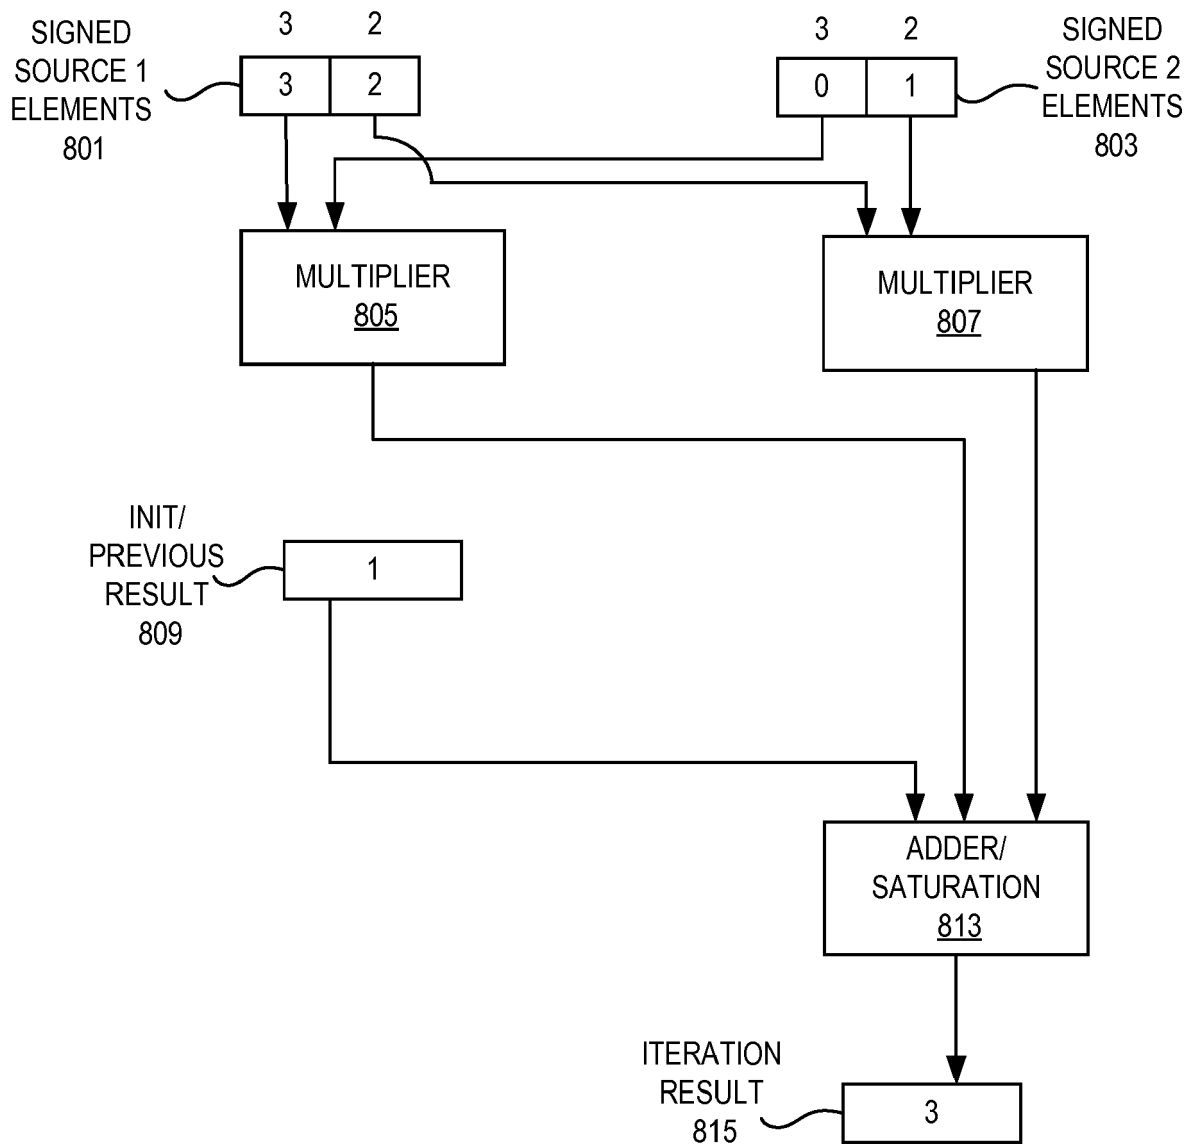 SIGNED
SOURCE 1
ELEMENTS
801
3 2
3 2
3 2
0 1
SIGNED
SOURCE 2
ELEMENTS
803
MULTIPLIER
805
MULTIPLIER
807
INIT/
PREVIOUS
RESULT
809
1
ADDER/
SATURATION
813
ITERATION
RESULT
815
3